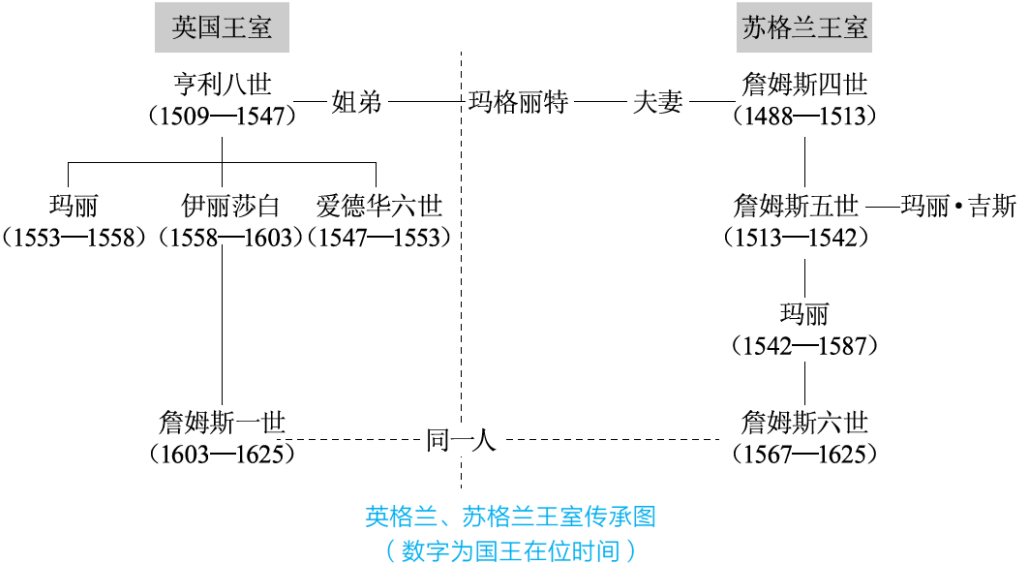 英国王室
苏格兰王室
亨利八世
(1509—1547)
姐弟
玛格丽特
夫妻
詹姆斯四世
(1488—1513)
玛丽
(1553—1558)
伊丽莎白
(1558—1603)
爱德华六世
(1547—1553)
詹姆斯五世
(1513—1542)
玛丽·吉斯
玛丽
(1542—1587)
詹姆斯一世
(1603—1625)
同一人
詹姆斯六世
(1567—1625)
英格兰、苏格兰王室传承图
(数字为国王在位时间)